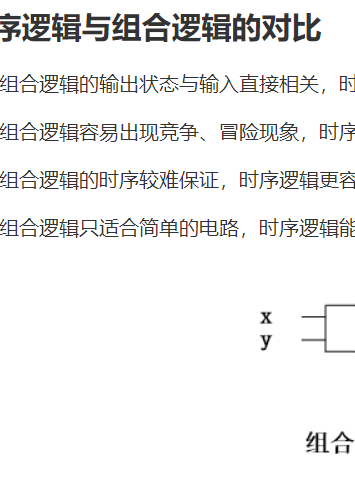 序逻辑与组合逻辑的对比
组合逻辑的输出状态与输入直接相关，时
组合逻辑容易出现竞争、冒险现象，时序
组合逻辑的时序较难保证，时序逻辑更容
组合逻辑只适合简单的电路，时序逻辑能
x
y
组合